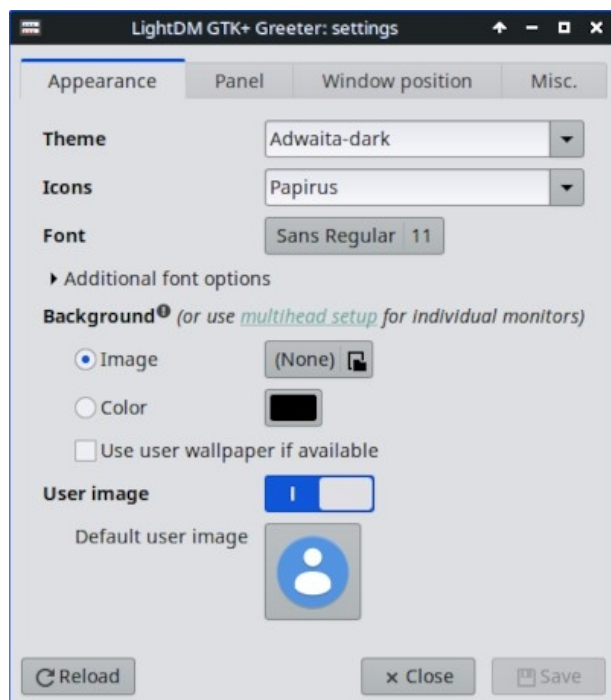 LightDM GTK+ Greeter: settings
Appearance Panel Window position Misc.
Theme Adwaita-dark
Icons Papirus
Font Sans Regular 11
Additional font options
Background (or use multihead setup for individual monitors)
Image (None)
Color
Use user wallpaper if available
User image
Default user image
Reload Close Save